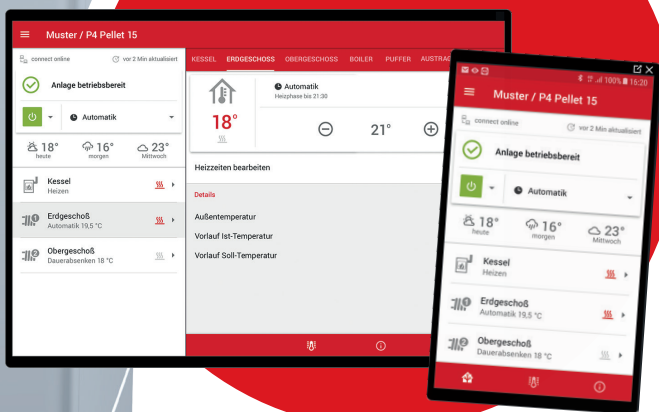 Muster / P4 Pellet 15
connect online
vor 2 Min aktualisiert
Anlage betriebsbereit
Automatik
18°
heute
16°
morgen
23°
Mittwoch
Kessel
Heizen
1
Erdgeschoß
Automatik 19,5 °C
2
Obergeschoß
Dauerabsenken 18 °C
KESSEL ERDGESCHOSS OBERGESCHOSS BOILER PUFFER AUSTRAG
18°
Automatik
Heizphase bis 21:30
21°
Heizzeiten bearbeiten
Details
Außentemperatur
Vorlauf Ist-Temperatur
Vorlauf Soll-Temperatur
100% 16:20
Muster / P4 Pellet 15
connect online
vor 2 Min aktualisiert
Anlage betriebsbereit
Automatik
18°
heute
16°
morgen
23°
Mittwoch
Kessel
Heizen
1
Erdgeschoß
Automatik 19,5 °C
2
Obergeschoß
Dauerabsenken 18 °C